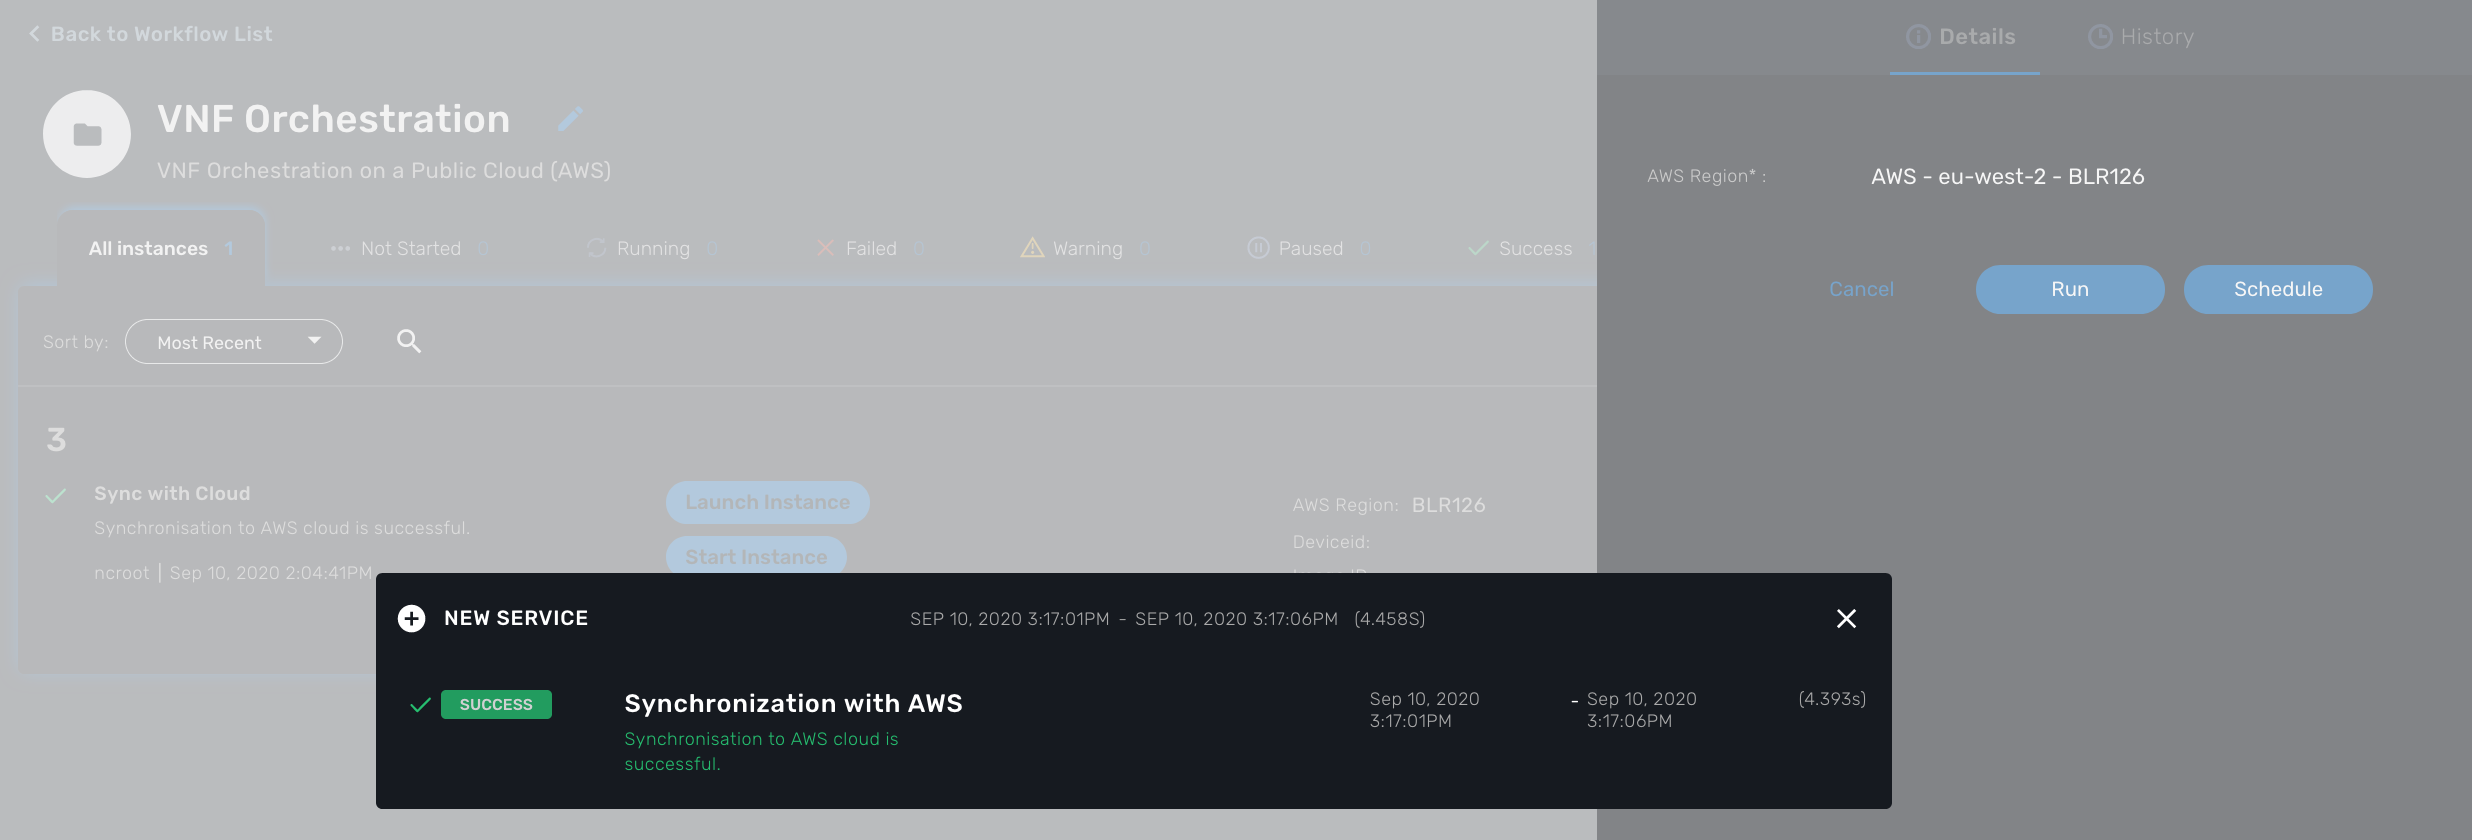 Back to Workflow List
VNF Orchestration
VNF Orchestration on a Public Cloud (AWS)
All instances 1
Not Started 0
Running 0
Failed 0
Warning 0
Paused 0
Success
Sort by: Most Recent
3
Sync with Cloud
Synchronisation to AWS cloud is successful.
ncroot | Sep 10, 2020 2:04:41PM
Launch Instance
Start Instance
AWS Region: BLR126
Deviceid:
Details
History
AWS Region* : AWS - eu-west-2 - BLR126
Cancel
Run
Schedule
NEW SERVICE
SEP 10, 2020 3:17:01PM - SEP 10, 2020 3:17:06PM (4.458S)
SUCCESS
Synchronization with AWS
Synchronisation to AWS cloud is
successful.
Sep 10, 2020
3:17:01PM
- Sep 10, 2020
3:17:06PM
(4.393s)